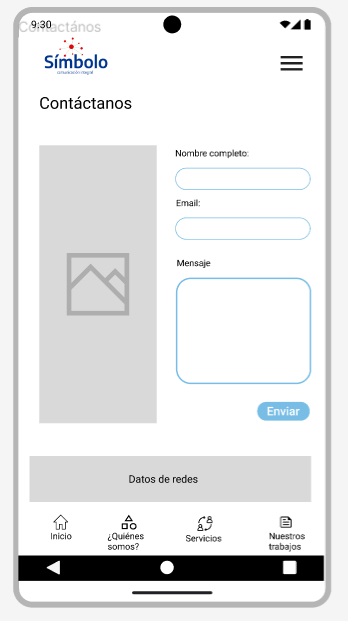 Contáctanos
9:30
Símbolo
comunicación integral
Contáctanos
Nombre completo:
Email:
Mensaje
Enviar
Datos de redes
Inicio
¿Quiénes
somos?
Servicios
Nuestros
trabajos